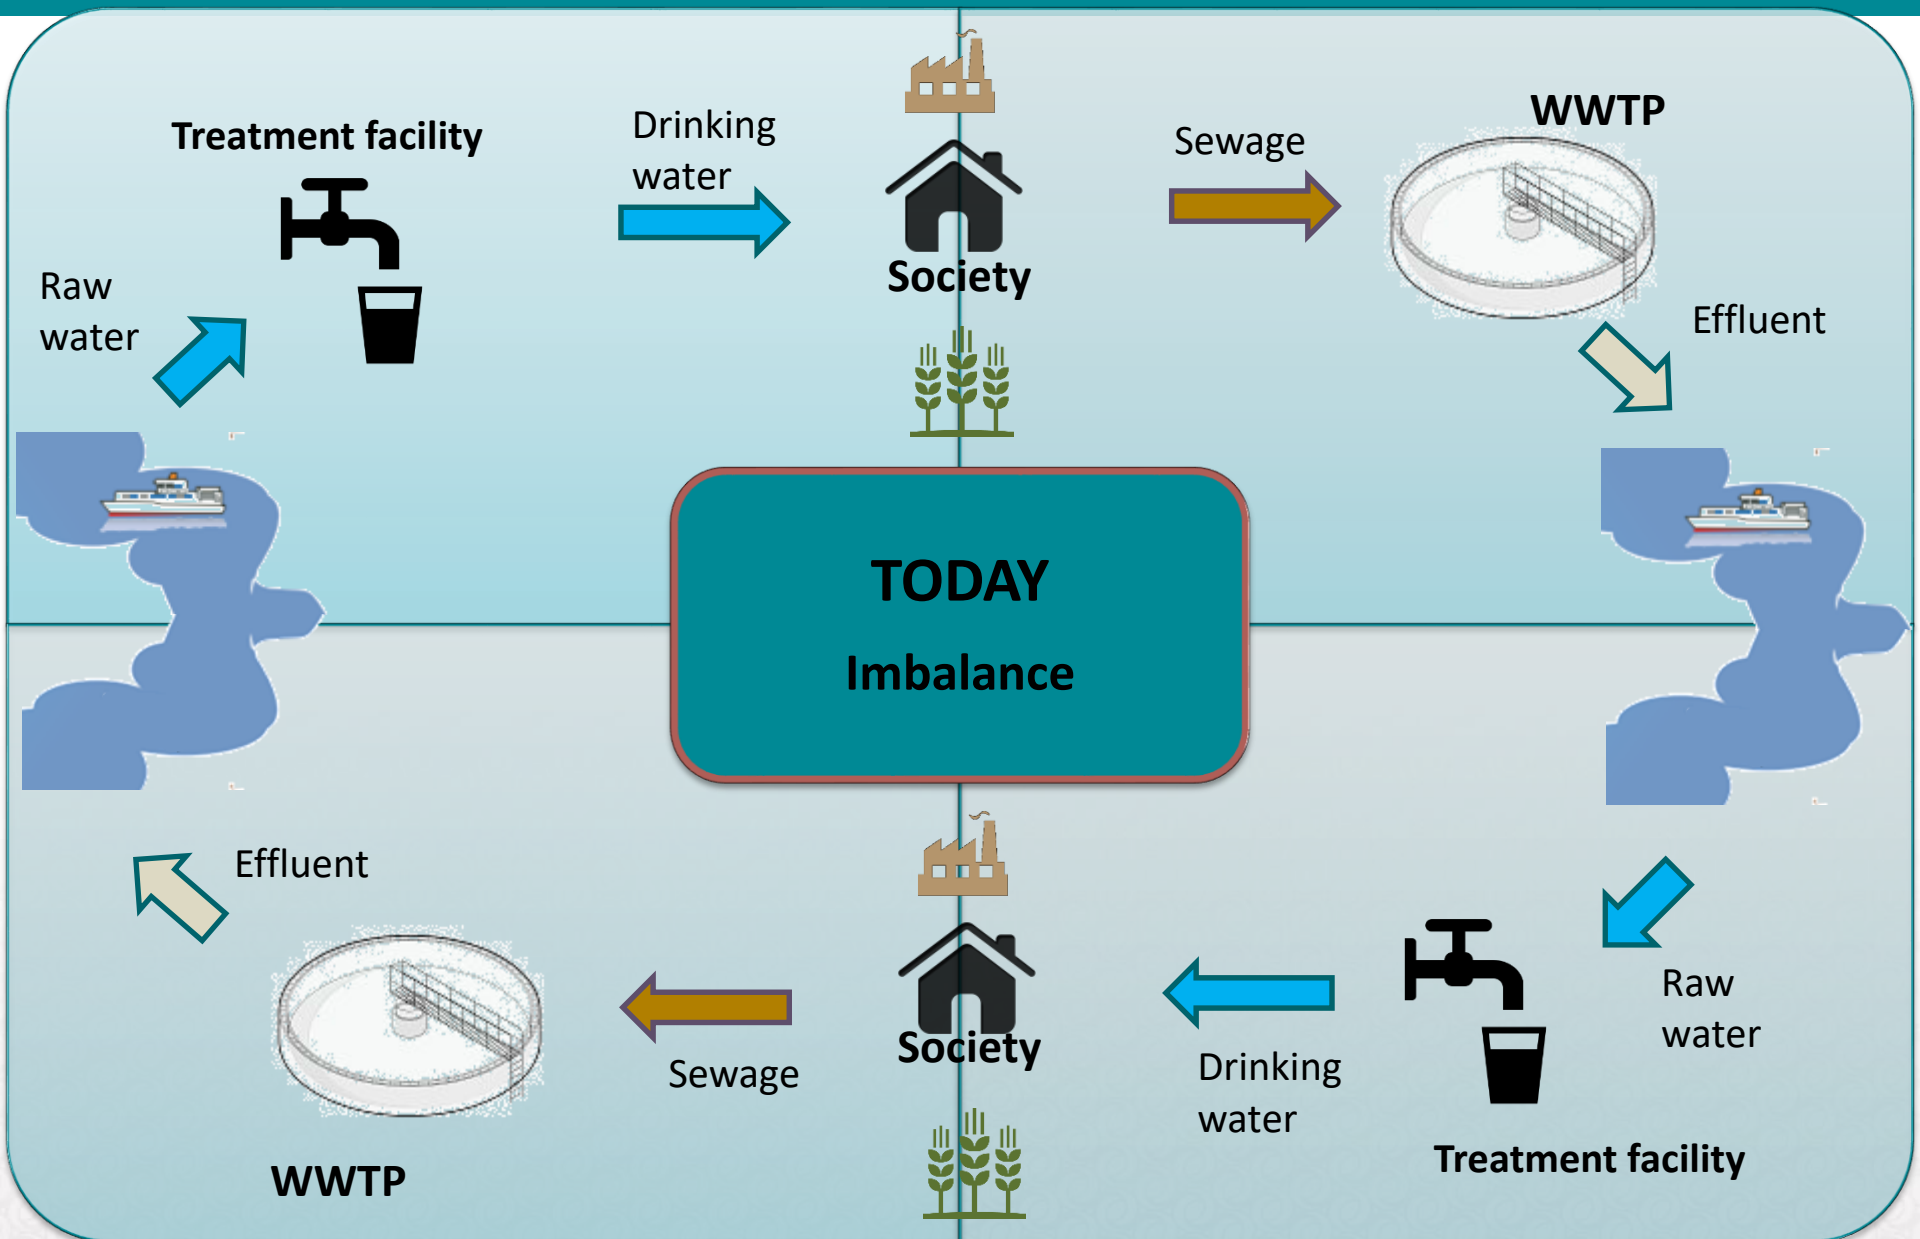 WWTP
Treatment facility
Drinking
water
Sewage
Society
Raw
water
Effluent
TODAY
Imbalance
Effluent
Raw
water
Society
Sewage
Drinking
water
Treatment facility
WWTP